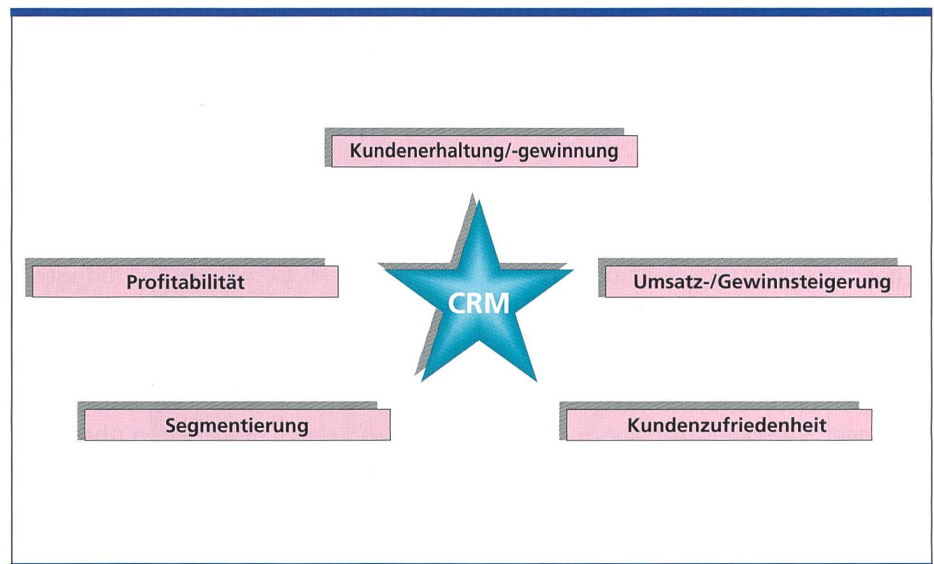 Kundenerhaltung/-gewinnung
Profitabilität
CRM
Umsatz-/Gewinnsteigerung
Segmentierung
Kundenzufriedenheit